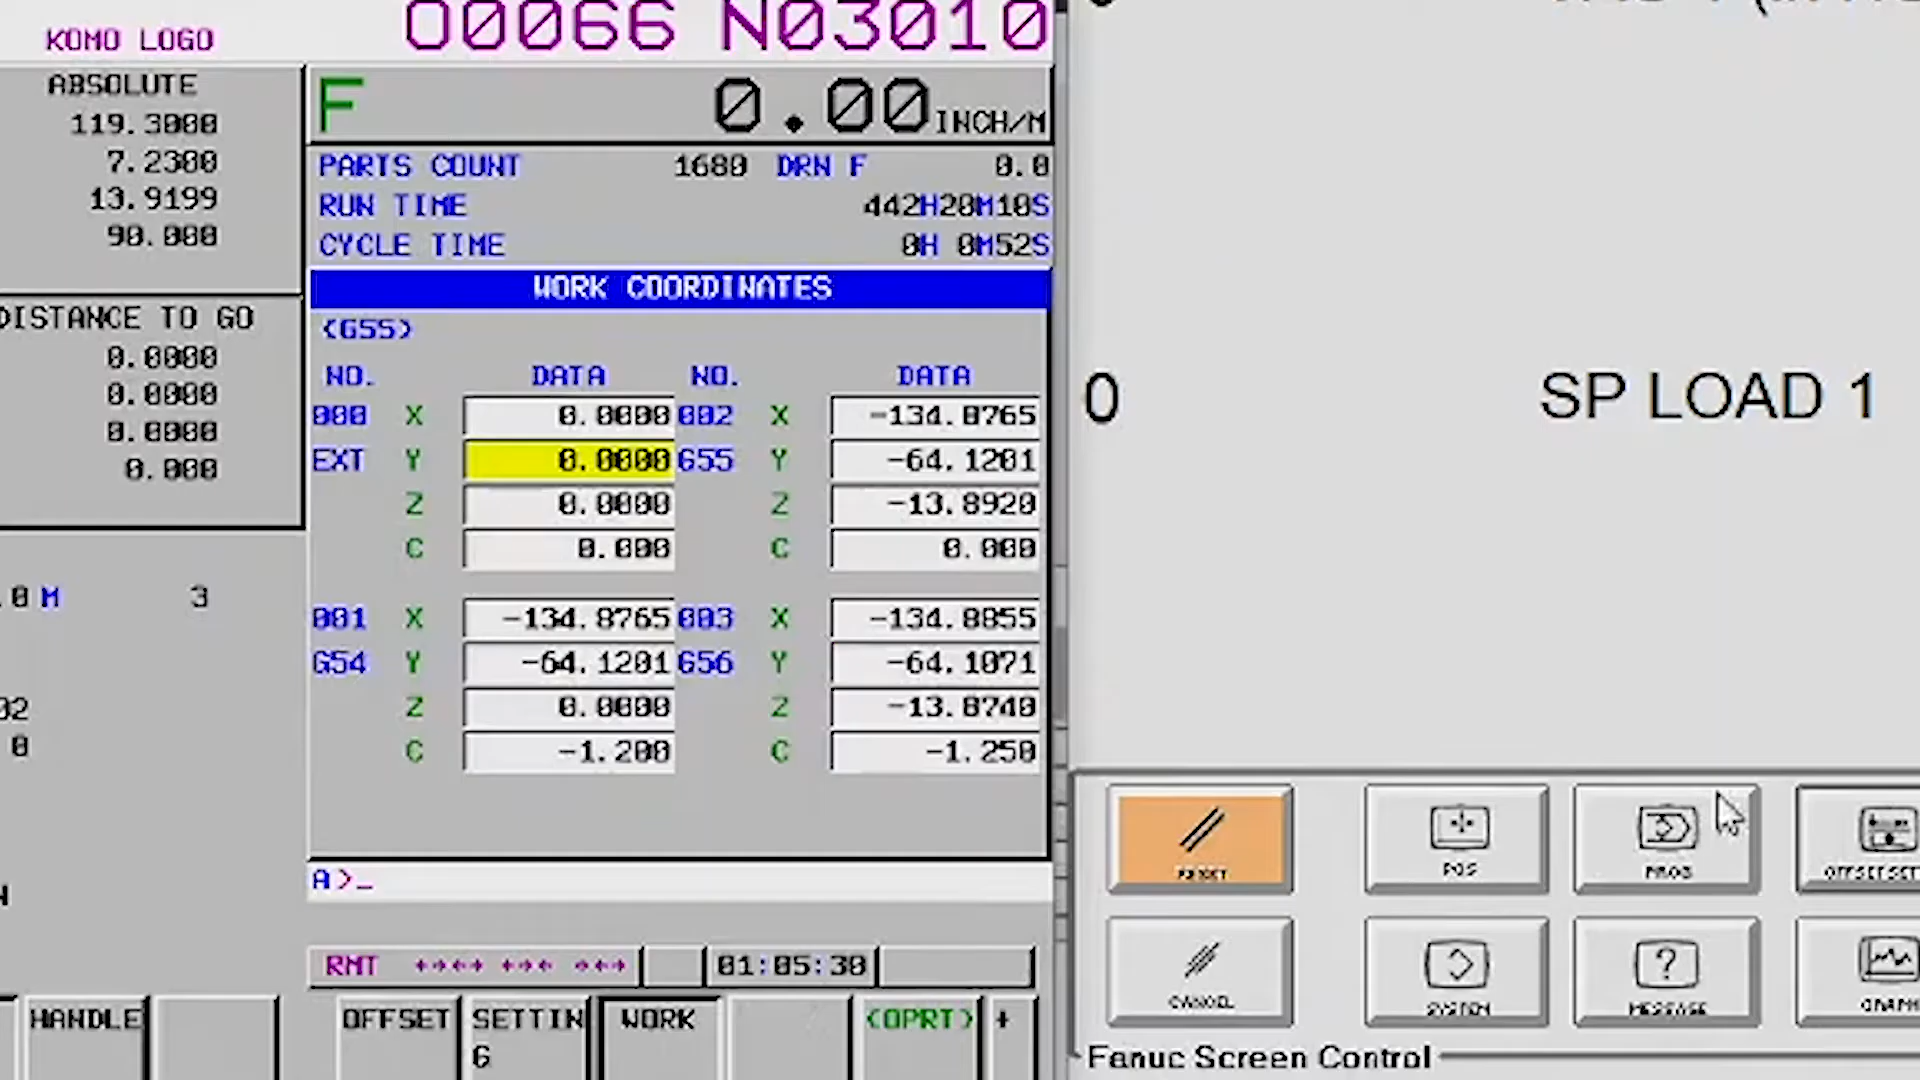 KOMO LOGO
O0066 N03010
ABSOLUTE
119.3000
7.2300
13.9199
90.000
F 0.00 INCH/M
PARTS COUNT 1680 DRN F 0.0
RUN TIME 442H20M10S
CYCLE TIME 0H 0M52S
WORK COORDINATES
DISTANCE TO GO
0.0000
0.0000
0.0000
0.000
(G55)
NO. DATA NO. DATA
000 X 0.0000 002 X -134.8765
EXT Y 0.0000 G55 Y -64.1201
Z 0.0000 Z -13.8920
C 0.000 C 0.000
001 X -134.8765 003 X -134.8855
G54 Y -64.1201 G56 Y -64.1071
Z 0.0000 Z -13.8740
C -1.200 C -1.250
.0 M 3
02
0
A>_
RMT **** *** *** 01:05:30
HANDLE OFFSET SETTING WORK (OPRT) +
0 SP LOAD 1
RESET POS PROG
CANCEL SYSTEM MESSAGE GRAPH
Fanuc Screen Control